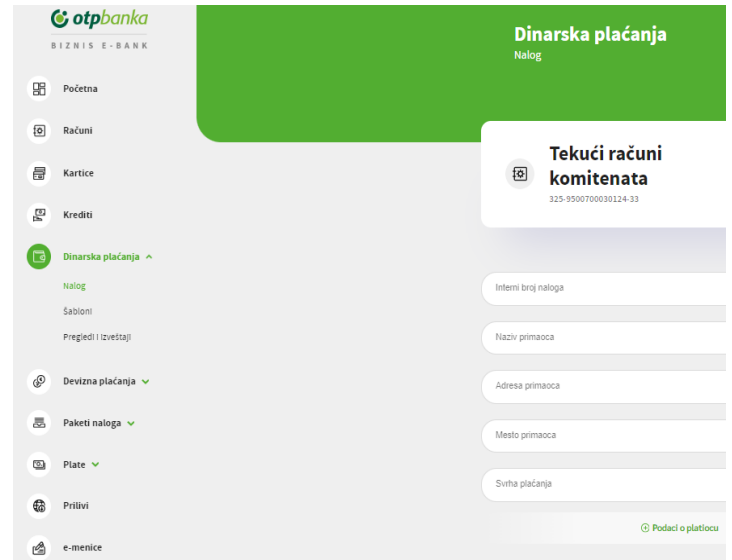 otpbanka
BIZNIS E-BANK
Početna
Računi
Kartice
Krediti
Dinarska plaćanja
Nalog
Šabloni
Pregledi i izveštaji
Devizna plaćanja
Paketi naloga
Plate
Prilivi
e-menice
Dinarska plaćanja
Nalog
Tekući računi
komitenata
325-9500700030124-33
Interni broj naloga
Naziv primaoca
Adresa primaoca
Mesto primaoca
Svrha plaćanja
Podaci o platiocu